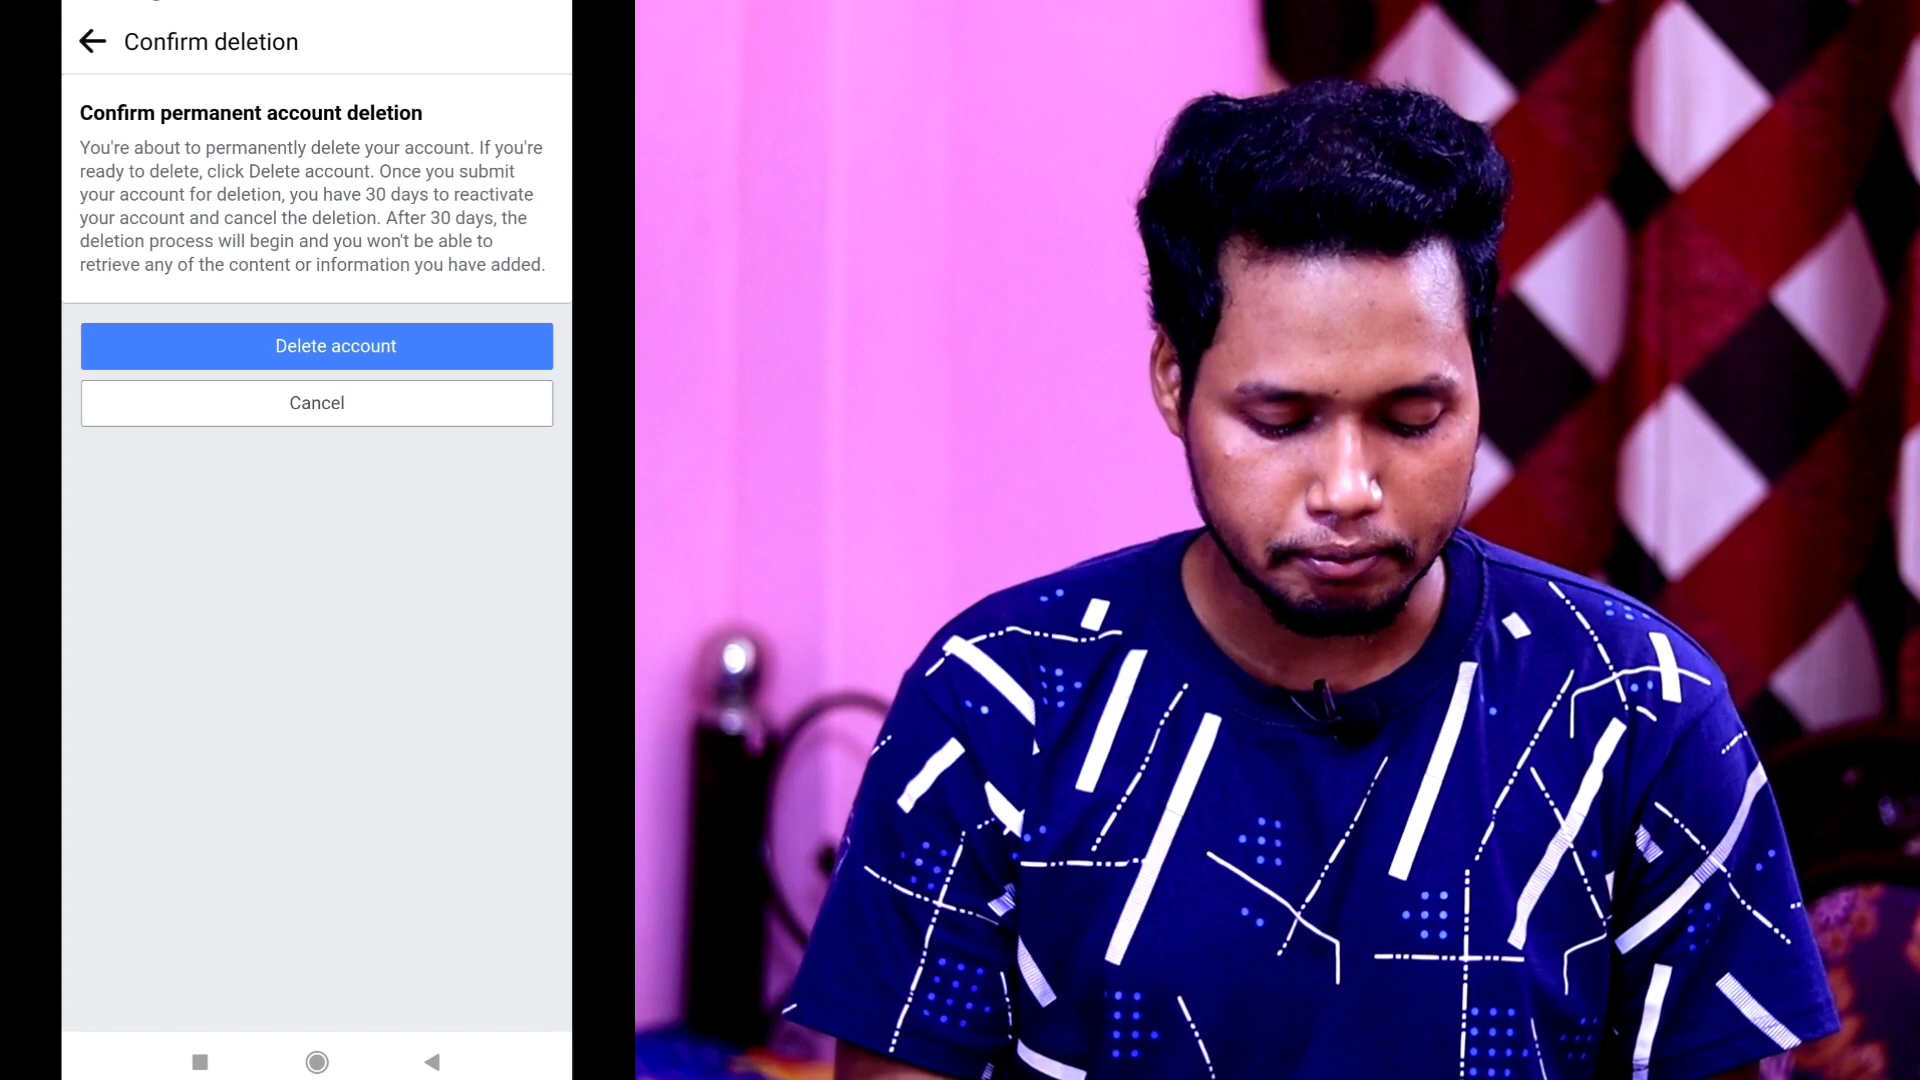 Confirm deletion
Confirm permanent account deletion
You're about to permanently delete your account. If you're
ready to delete, click Delete account. Once you submit
your account for deletion, you have 30 days to reactivate
your account and cancel the deletion. After 30 days, the
deletion process will begin and you won't be able to
retrieve any of the content or information you have added.
Delete account
Cancel